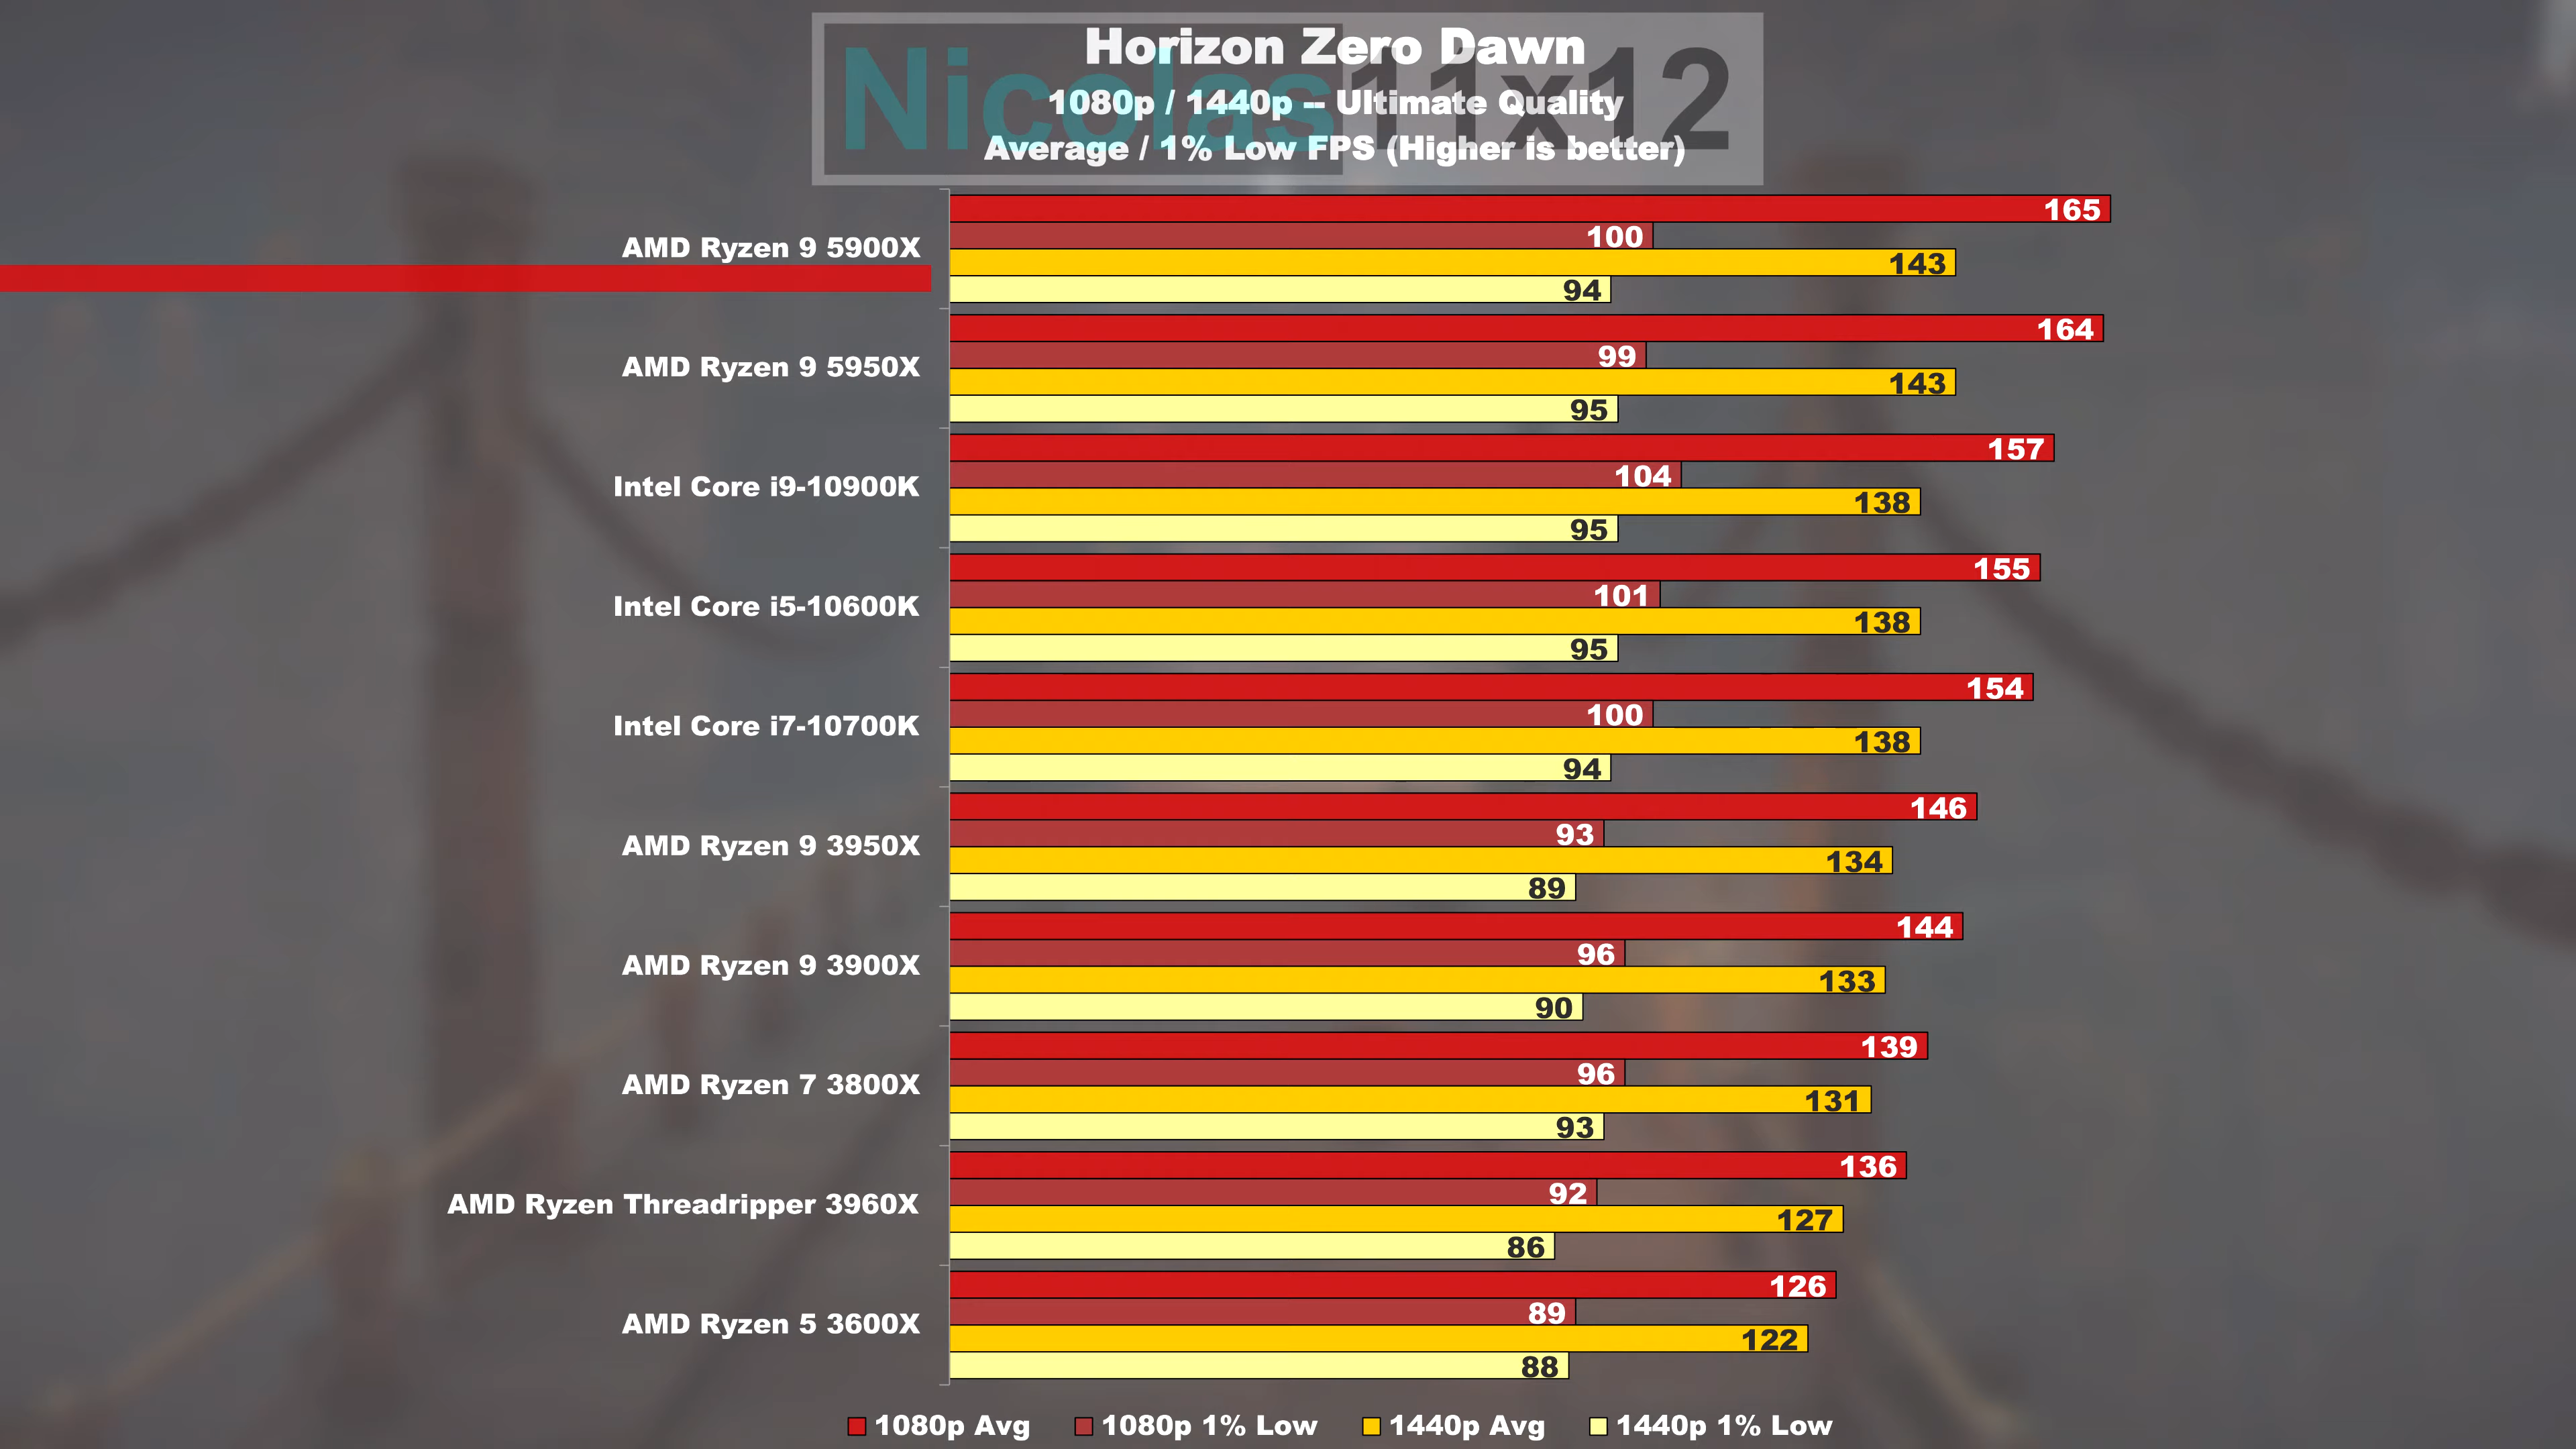 Nicolas11x12
Horizon Zero Dawn
1080p / 1440p -- Ultimate Quality
Average / 1% Low FPS (Higher is better)
AMD Ryzen 9 5900X
165
100
143
94
AMD Ryzen 9 5950X
164
99
143
95
Intel Core i9-10900K
157
104
138
95
Intel Core i5-10600K
155
101
138
95
Intel Core i7-10700K
154
100
138
94
AMD Ryzen 9 3950X
146
93
134
89
AMD Ryzen 9 3900X
144
96
133
90
AMD Ryzen 7 3800X
139
96
131
93
AMD Ryzen Threadripper 3960X
136
92
127
86
AMD Ryzen 5 3600X
126
89
122
88
1080p Avg 1080p 1% Low 1440p Avg 1440p 1% Low